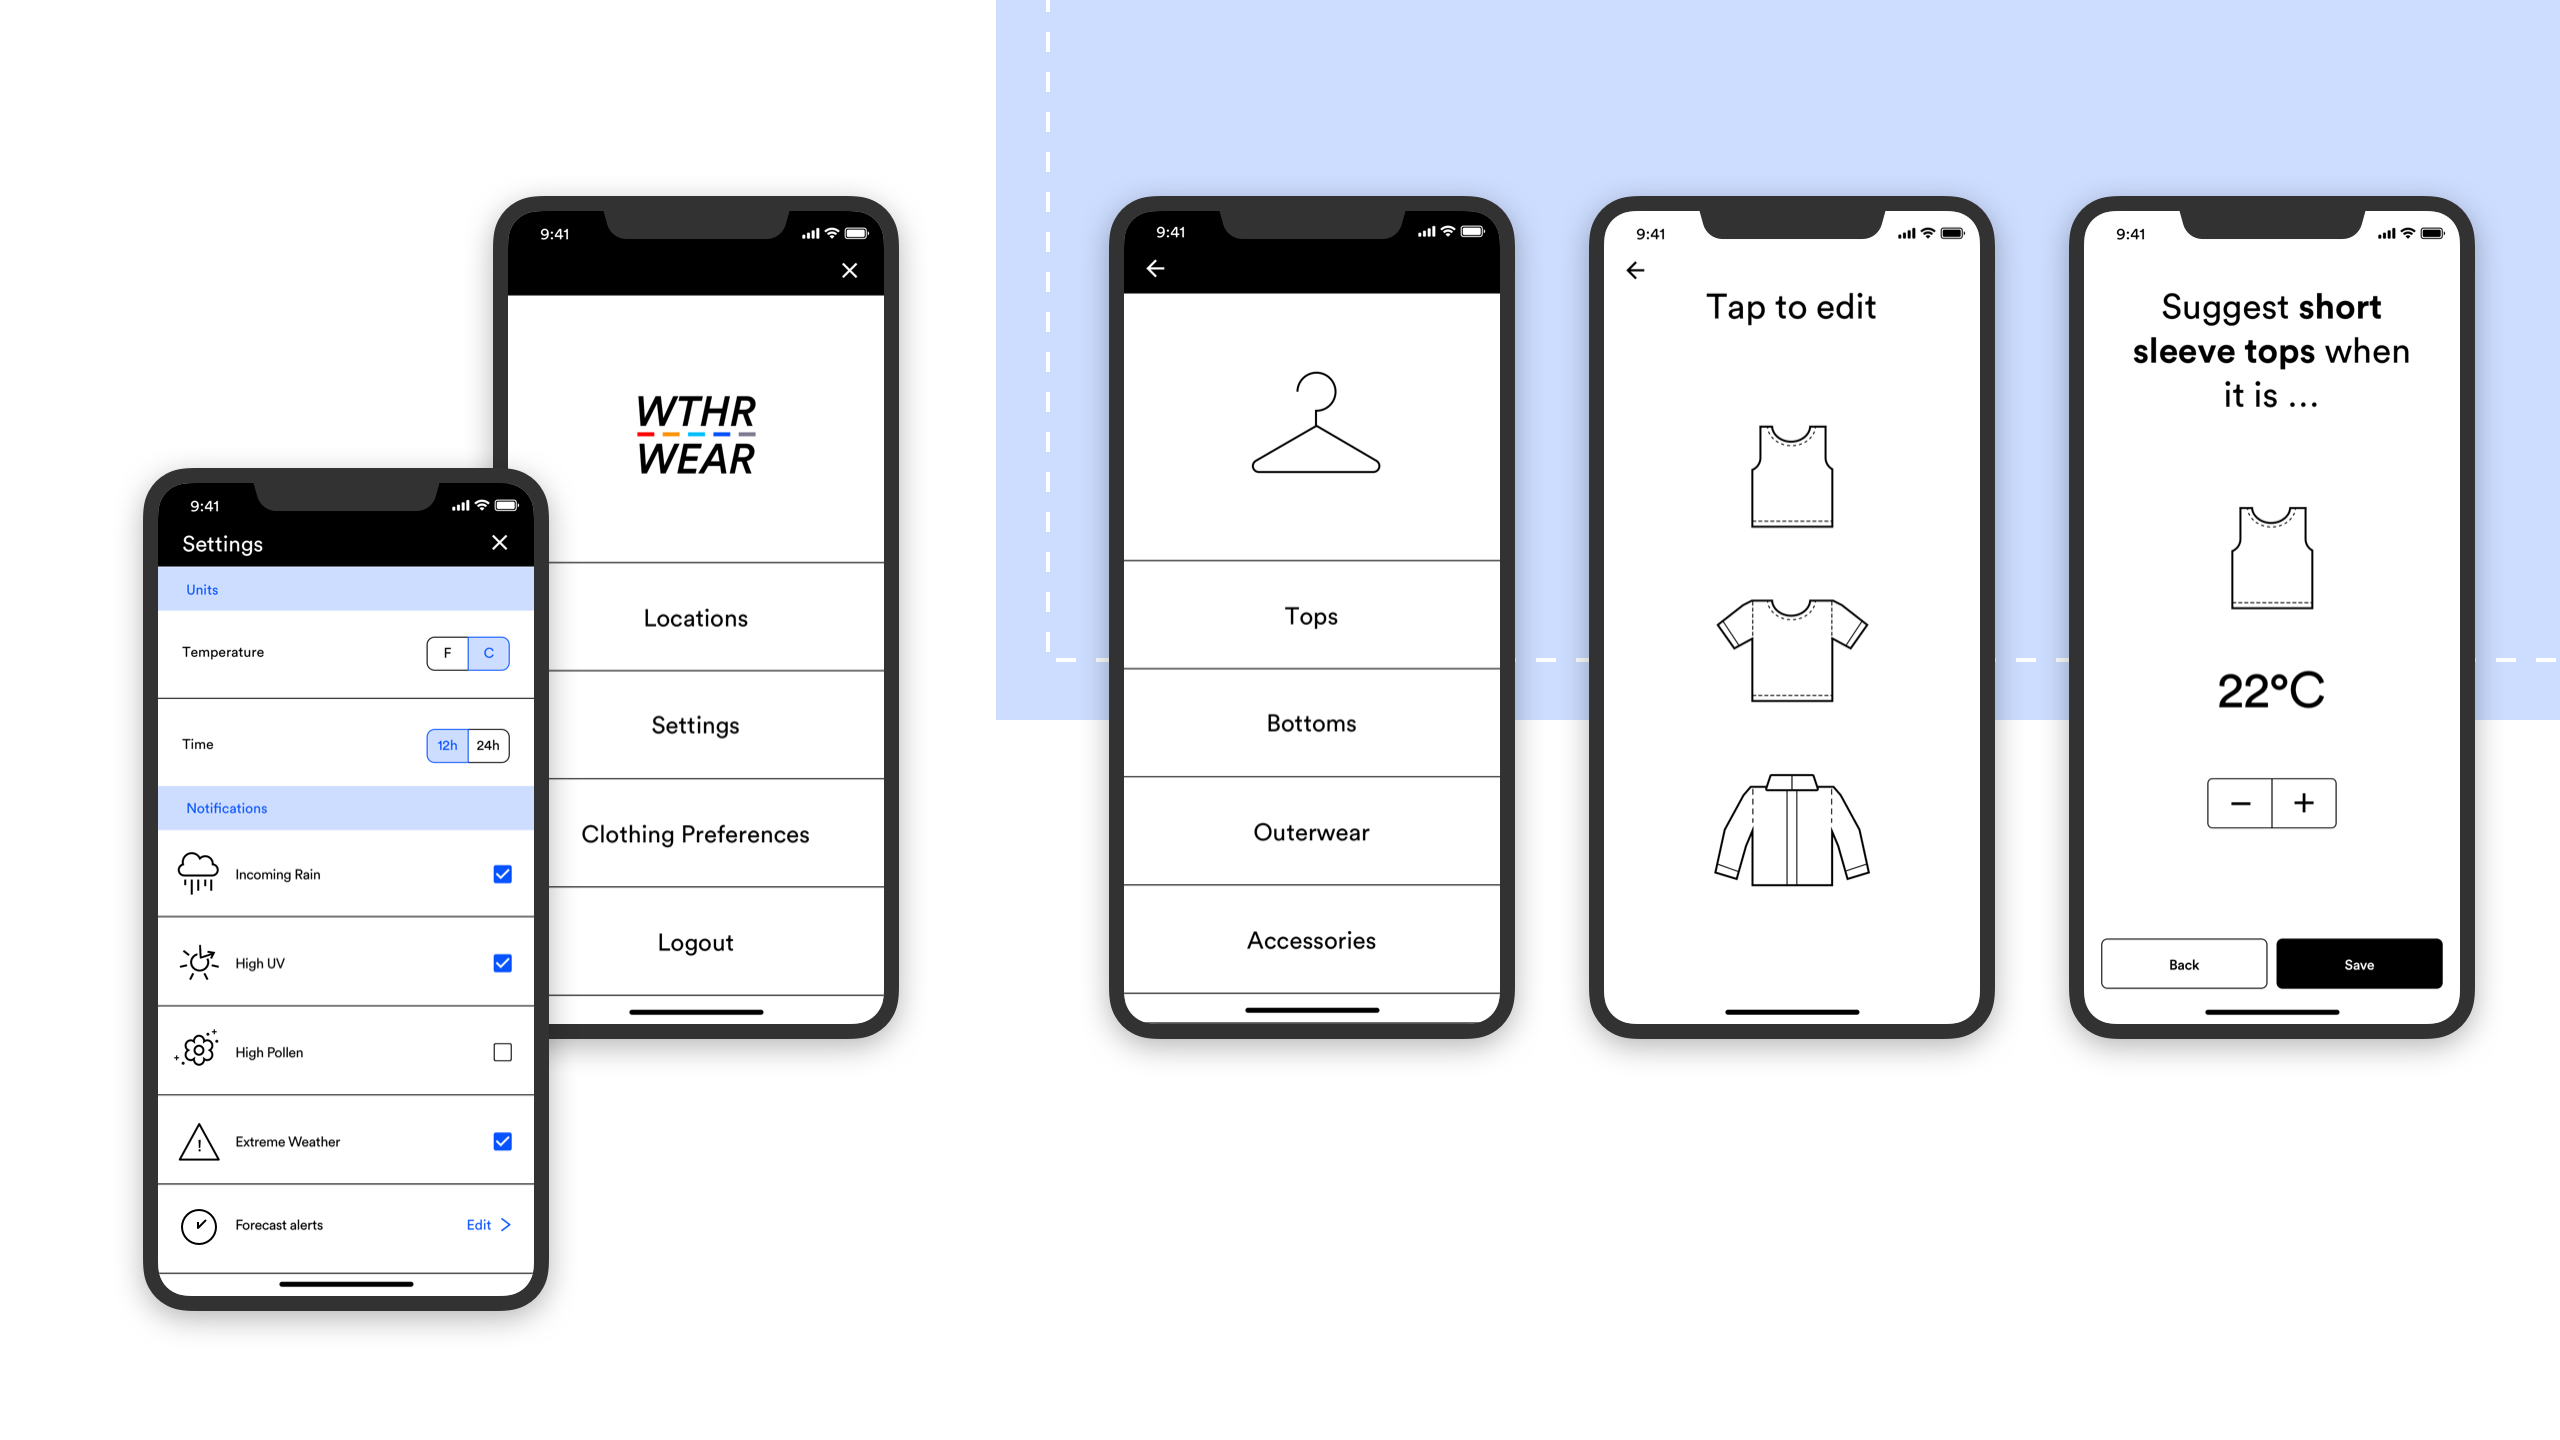 9:41
Settings
Units
Temperature
F C
Time
12h 24h
Notifications
Incoming Rain
High UV
High Pollen
Extreme Weather
!
Forecast alerts
Edit
9:41
WTHR
WEAR
Locations
Settings
Clothing Preferences
Logout
9:41
Tops
Bottoms
Outerwear
Accessories
9:41
Tap to edit
9:41
Suggest short
sleeve tops when
it is ...
22°C
− +
Back
Save